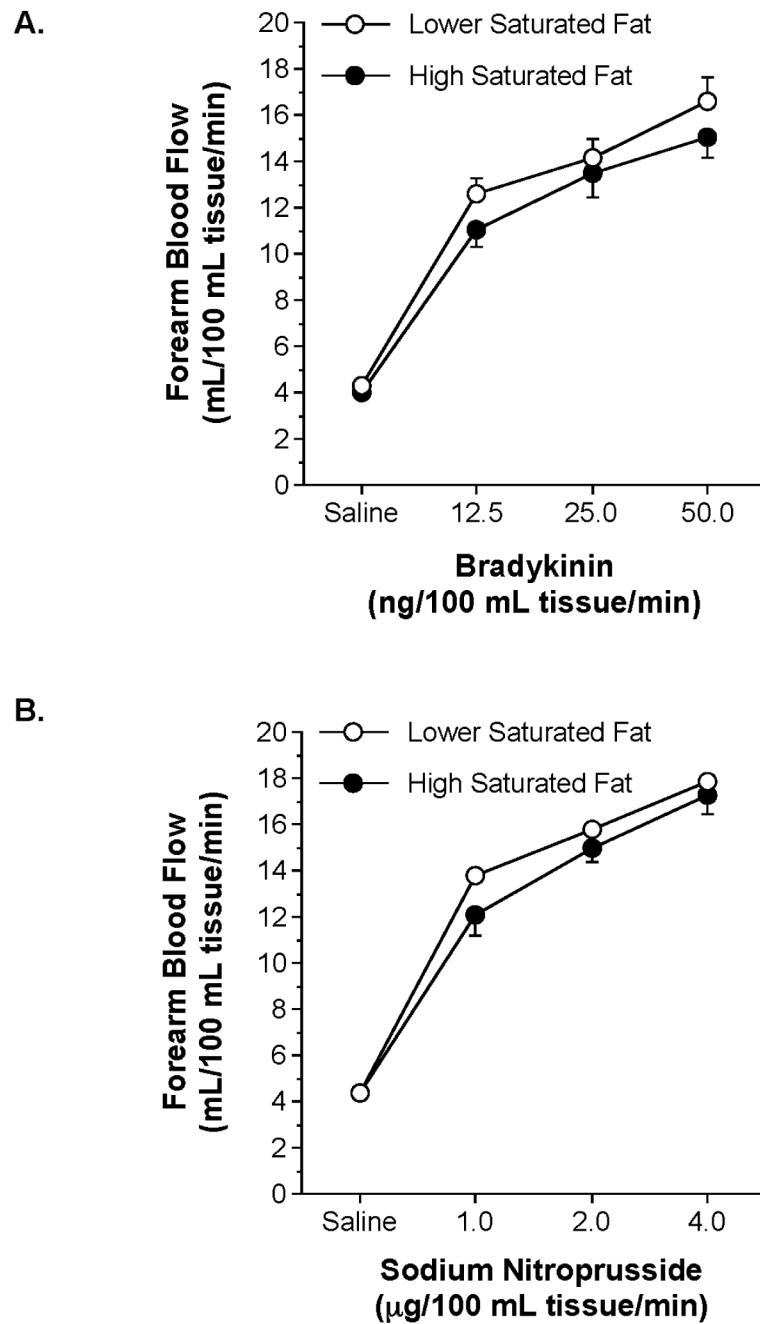 A.
Forearm Blood Flow
(mL/100 mL tissue/min)
20
18
16
14
12
10
8
6
4
2
0
Lower Saturated Fat
High Saturated Fat
Saline 12.5 25.0 50.0
Bradykinin
(ng/100 mL tissue/min)
B.
Forearm Blood Flow
(mL/100 mL tissue/min)
20
18
16
14
12
10
8
6
4
2
0
Lower Saturated Fat
High Saturated Fat
Saline 1.0 2.0 4.0
Sodium Nitroprusside
(μg/100 mL tissue/min)